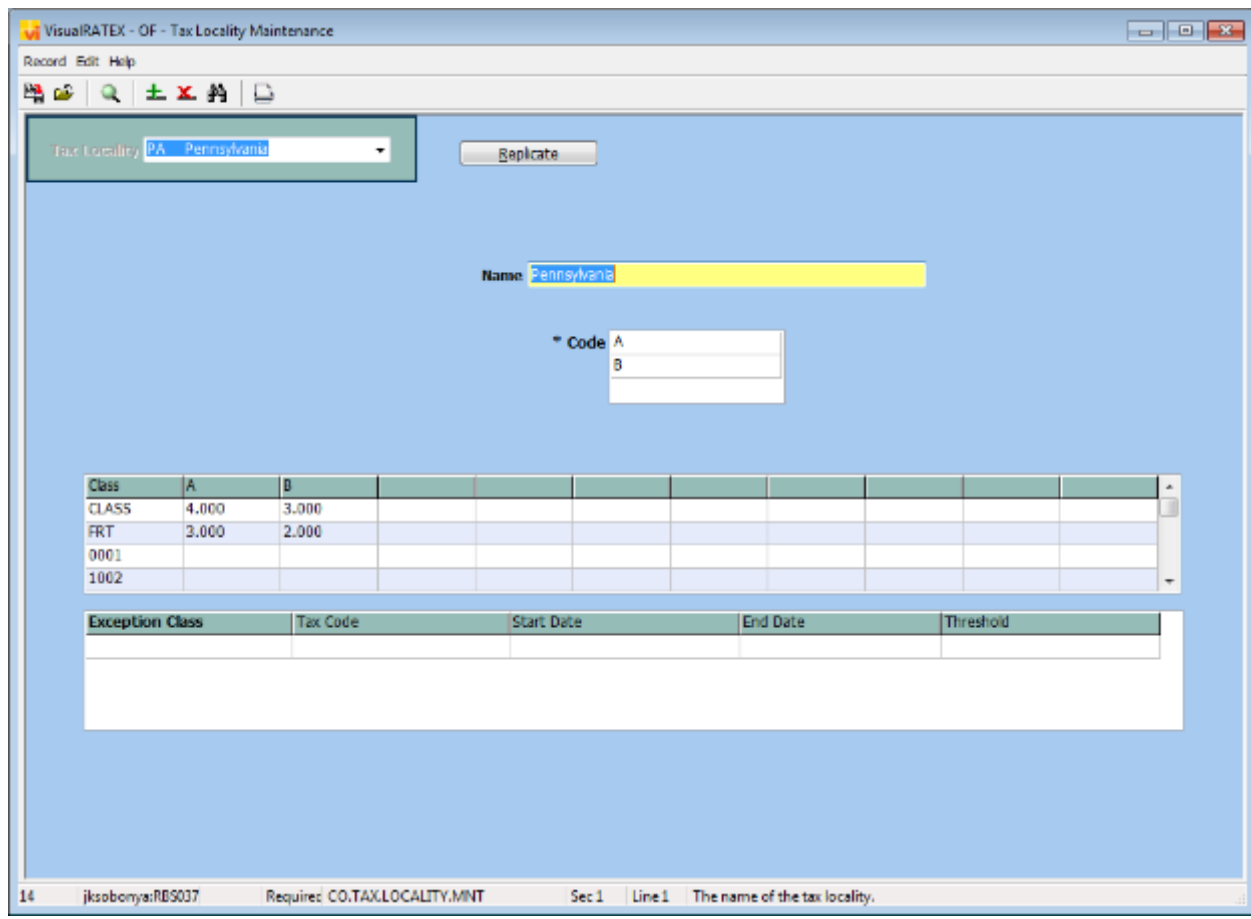 VisualRATEX - OF - Tax Locality Maintenance
Record Edit Help
Tax Locality PA Pennsylvania
Replicate
Name Pennsylvania
* Code A
B
Class A B
CLASS 4.000 3.000
FRT 3.000 2.000
0001
1002
Exception Class Tax Code Start Date End Date Threshold
14 jksobonya:RBS037 Required CO.TAX.LOCALITY.MNT Sec 1 Line 1 The name of the tax locality.